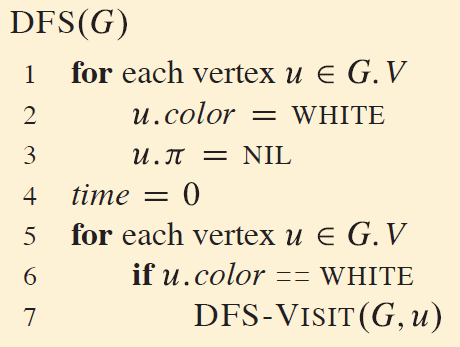 DFS(G)
1 for each vertex u ∈ G.V
2 u.color = WHITE
3 u.π = NIL
4 time = 0
5 for each vertex u ∈ G.V
6 if u.color == WHITE
7 DFS-VISIT(G, u)